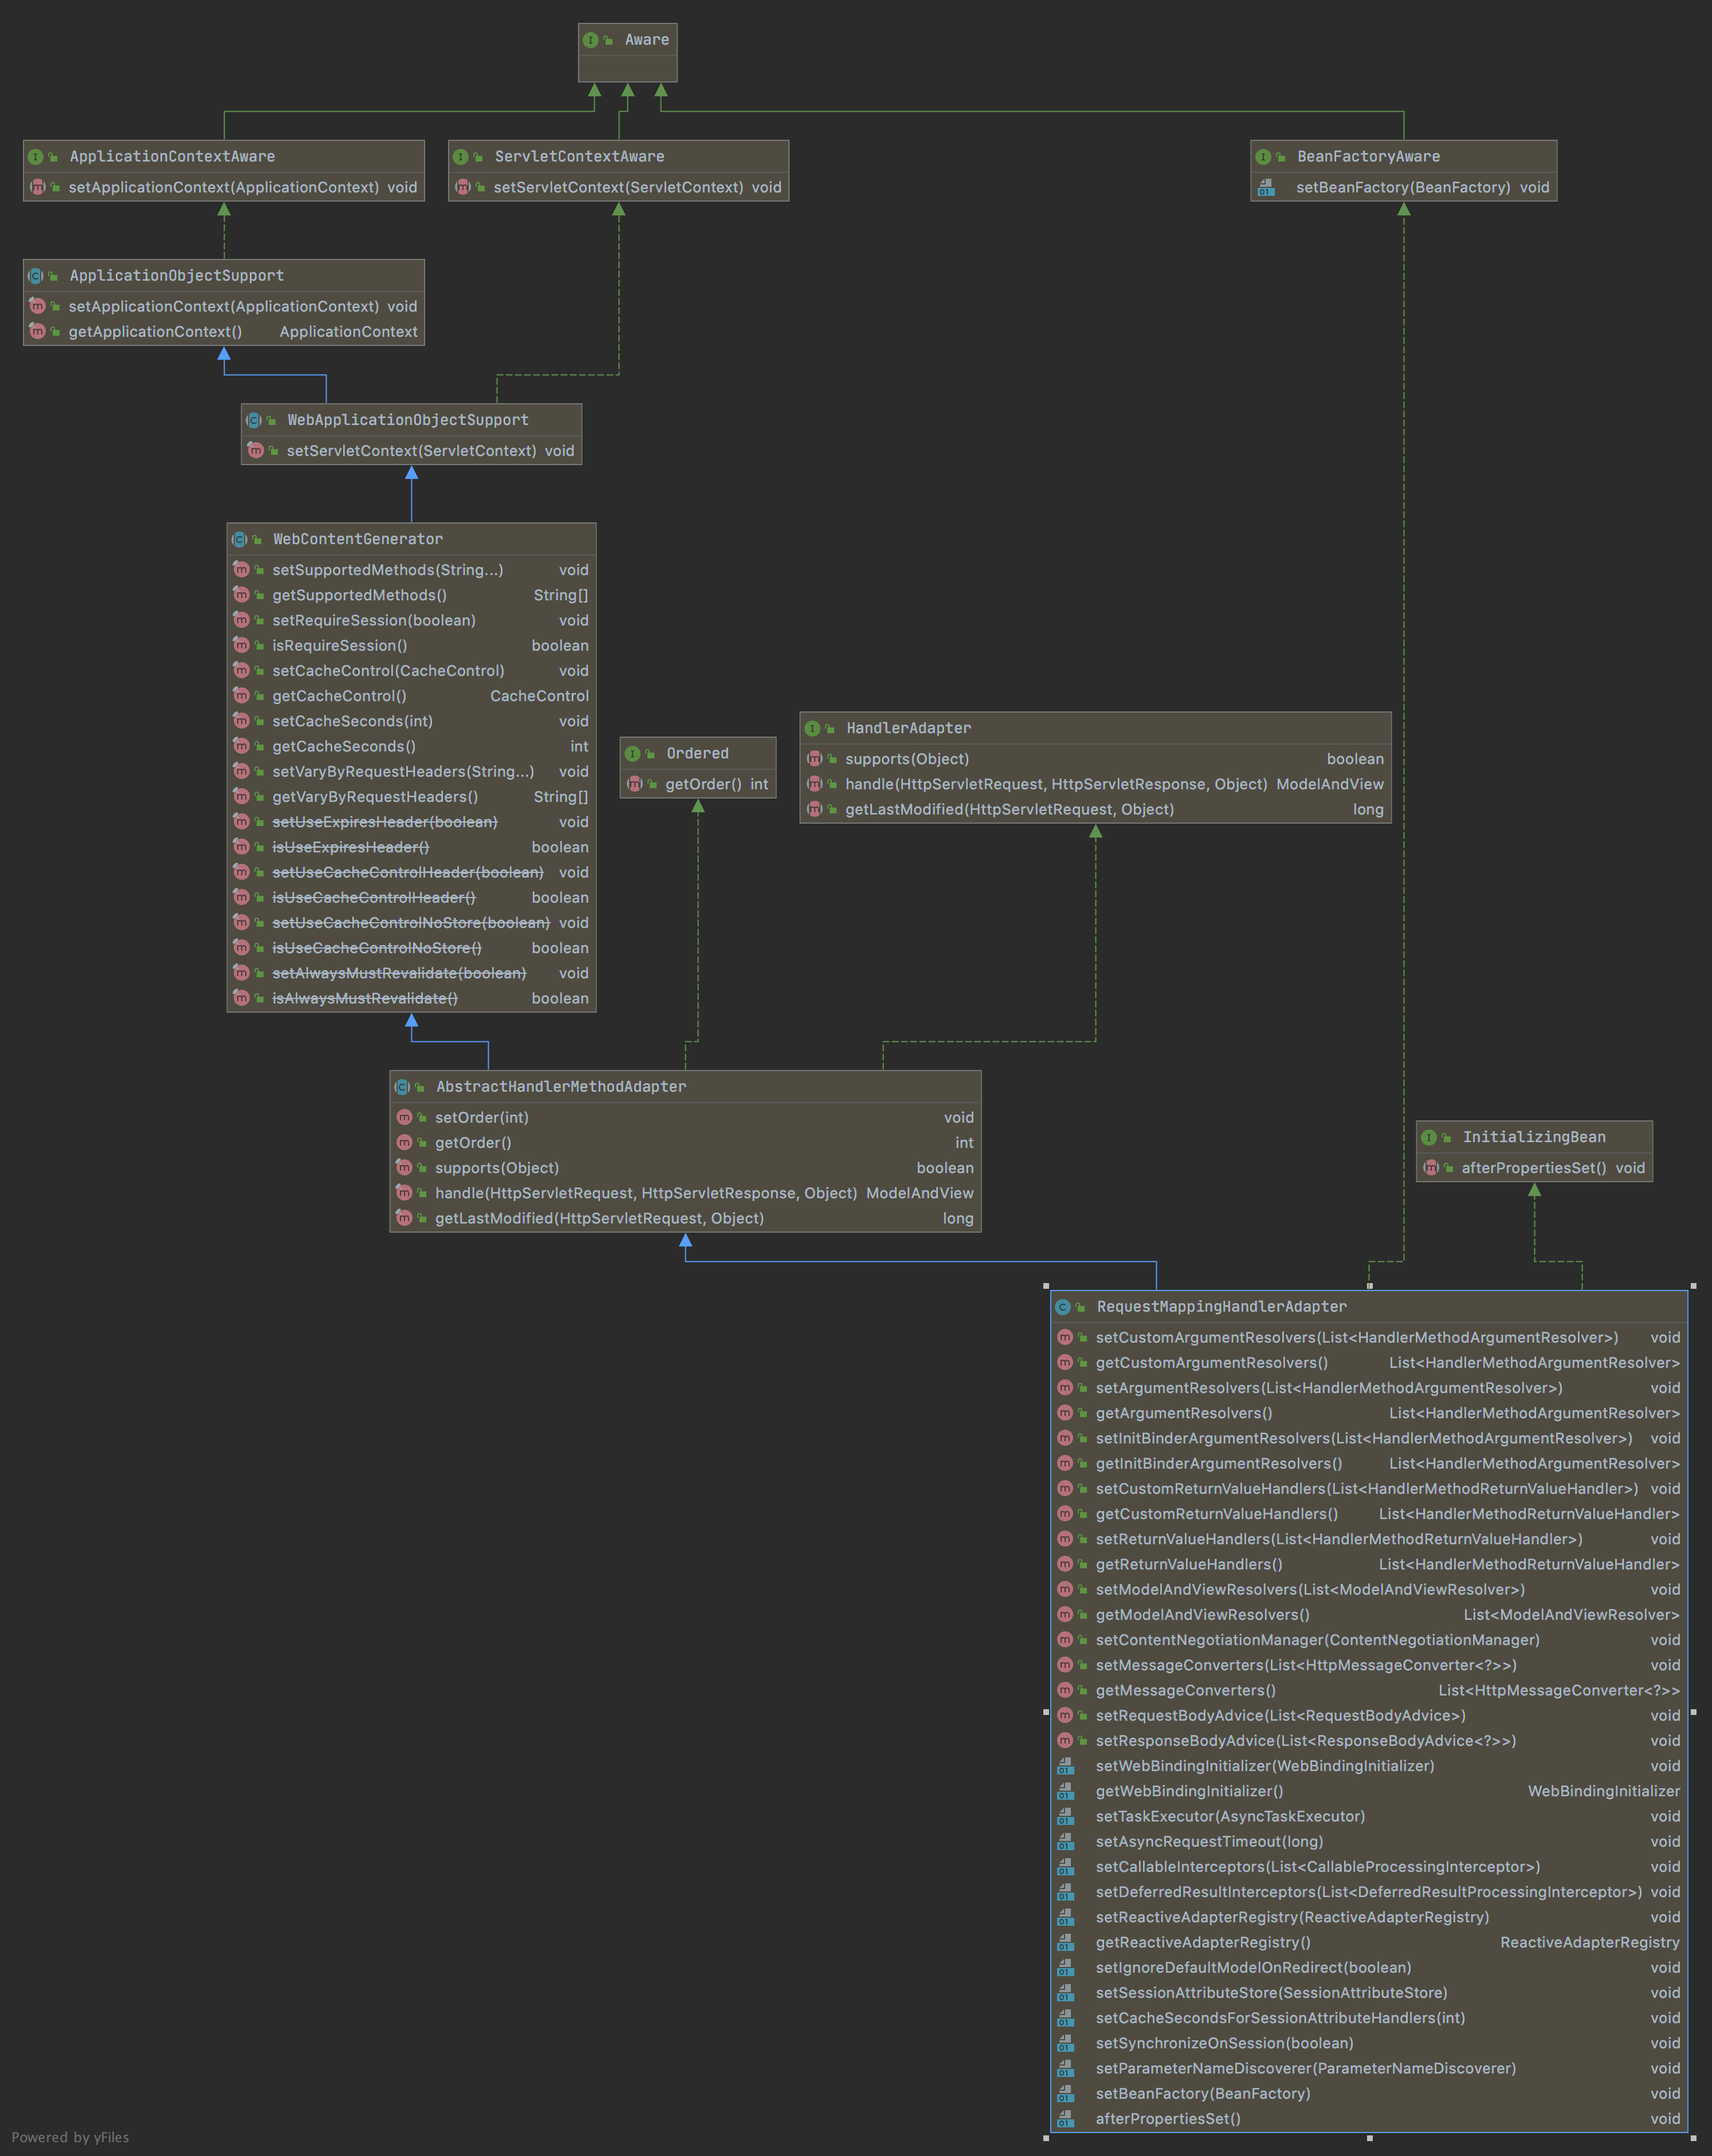 Aware
ApplicationContextAware
setApplicationContext(ApplicationContext) void
ServletContextAware
setServletContext(ServletContext) void
BeanFactoryAware
setBeanFactory(BeanFactory) void
ApplicationObjectSupport
setApplicationContext(ApplicationContext) void
getApplicationContext() ApplicationContext
WebApplicationObjectSupport
setServletContext(ServletContext) void
WebContentGenerator
setSupportedMethods(String...) void
getSupportedMethods() String[]
setRequireSession(boolean) void
isRequireSession() boolean
setCacheControl(CacheControl) void
getCacheControl() CacheControl
setCacheSeconds(int) void
getCacheSeconds() int
setVaryByRequestHeaders(String...) void
getVaryByRequestHeaders() String[]
setUseExpiresHeader(boolean) void
isUseExpiresHeader() boolean
setUseCacheControlHeader(boolean) void
isUseCacheControlHeader() boolean
setUseCacheControlNoStore(boolean) void
isUseCacheControlNoStore() boolean
setAlwaysMustRevalidate(boolean) void
isAlwaysMustRevalidate() boolean
Ordered
getOrder() int
HandlerAdapter
supports(Object) boolean
handle(HttpServletRequest, HttpServletResponse, Object) ModelAndView
getLastModified(HttpServletRequest, Object) long
AbstractHandlerMethodAdapter
setOrder(int) void
getOrder() int
supports(Object) boolean
handle(HttpServletRequest, HttpServletResponse, Object) ModelAndView
getLastModified(HttpServletRequest, Object) long
InitializingBean
afterPropertiesSet() void
RequestMappingHandlerAdapter
setCustomArgumentResolvers(List<HandlerMethodArgumentResolver>) void
getCustomArgumentResolvers() List<HandlerMethodArgumentResolver>
setArgumentResolvers(List<HandlerMethodArgumentResolver>) void
getArgumentResolvers() List<HandlerMethodArgumentResolver>
setInitBinderArgumentResolvers(List<HandlerMethodArgumentResolver>) void
getInitBinderArgumentResolvers() List<HandlerMethodArgumentResolver>
setCustomReturnValueHandlers(List<HandlerMethodReturnValueHandler>) void
getCustomReturnValueHandlers() List<HandlerMethodReturnValueHandler>
setReturnValueHandlers(List<HandlerMethodReturnValueHandler>) void
getReturnValueHandlers() List<HandlerMethodReturnValueHandler>
setModelAndViewResolvers(List<ModelAndViewResolver>) void
getModelAndViewResolvers() List<ModelAndViewResolver>
setContentNegotiationManager(ContentNegotiationManager) void
setMessageConverters(List<HttpMessageConverter<?>>) void
getMessageConverters() List<HttpMessageConverter<?>>
setRequestBodyAdvice(List<RequestBodyAdvice>) void
setResponseBodyAdvice(List<ResponseBodyAdvice<?>>) void
setWebBindingInitializer(WebBindingInitializer) void
getWebBindingInitializer() WebBindingInitializer
setTaskExecutor(AsyncTaskExecutor) void
setAsyncRequestTimeout(long) void
setCallableInterceptors(List<CallableProcessingInterceptor>) void
setDeferredResultInterceptors(List<DeferredResultProcessingInterceptor>) void
setReactiveAdapterRegistry(ReactiveAdapterRegistry) void
getReactiveAdapterRegistry() ReactiveAdapterRegistry
setIgnoreDefaultModelOnRedirect(boolean) void
setSessionAttributeStore(SessionAttributeStore) void
setCacheSecondsForSessionAttributeHandlers(int) void
setSynchronizeOnSession(boolean) void
setParameterNameDiscoverer(ParameterNameDiscoverer) void
setBeanFactory(BeanFactory) void
afterPropertiesSet() void
Powered by yFiles